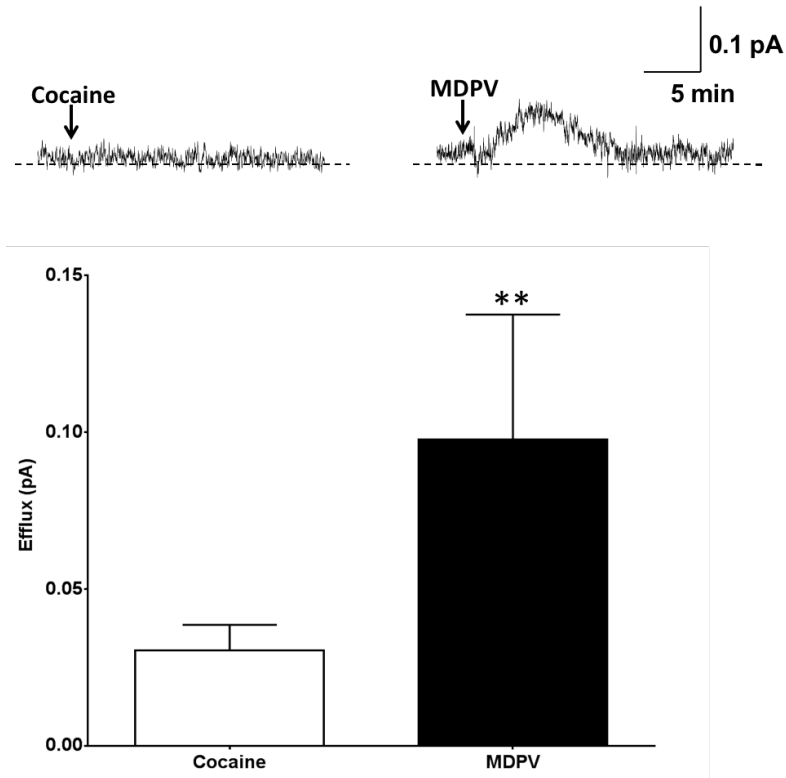 0.1 pA
5 min
Cocaine
MDPV
0.15
**
0.10
Efflux (pA)
0.05
0.00
Cocaine
MDPV